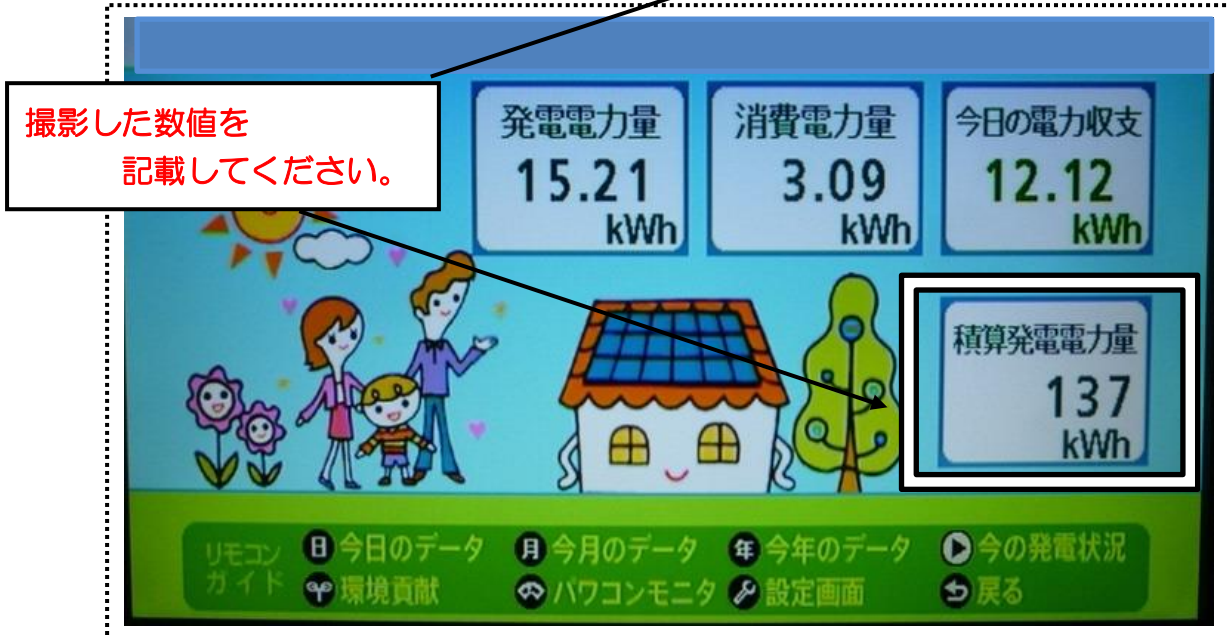 撮影した数値を
記載してください。
発電電力量
15.21
kWh
消費電力量
3.09
kWh
今日の電力収支
12.12
kWh
積算発電電力量
137
kWh
リモコン
ガイド
日 今日のデータ
月 今月のデータ
年 今年のデータ
今の発電状況
環境貢献
パワコンモニタ
設定画面
戻る